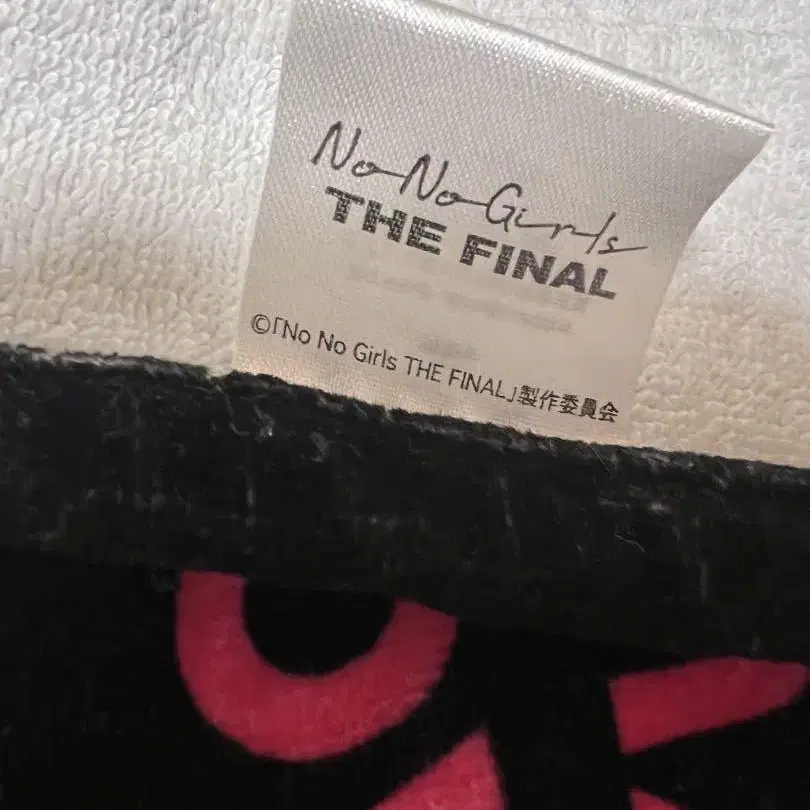 No No Girls
THE FINAL
©「No No Girls THE FINAL」製作委員会